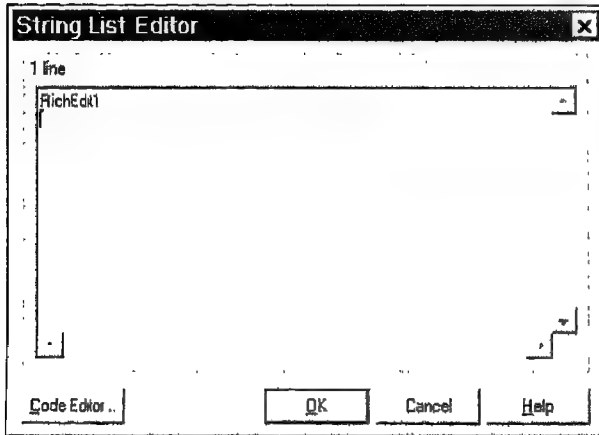 String List Editor
1 line
RichEdit1
Code Editor...
OK
Cancel
Help